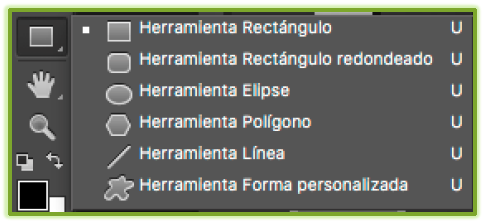 Herramienta Rectángulo U
Herramienta Rectángulo redondeado U
Herramienta Elipse U
Herramienta Polígono U
Herramienta Línea U
Herramienta Forma personalizada U